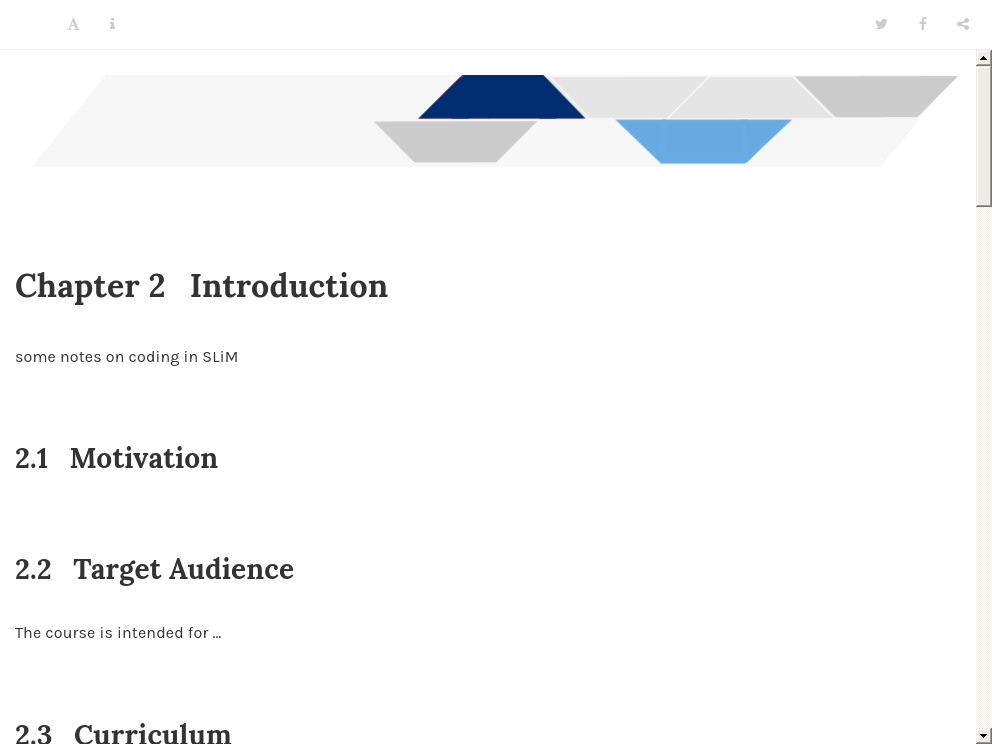 Chapter 2 Introduction
some notes on coding in SLiM
2.1 Motivation
2.2 Target Audience
The course is intended for …
2.3 Curriculum